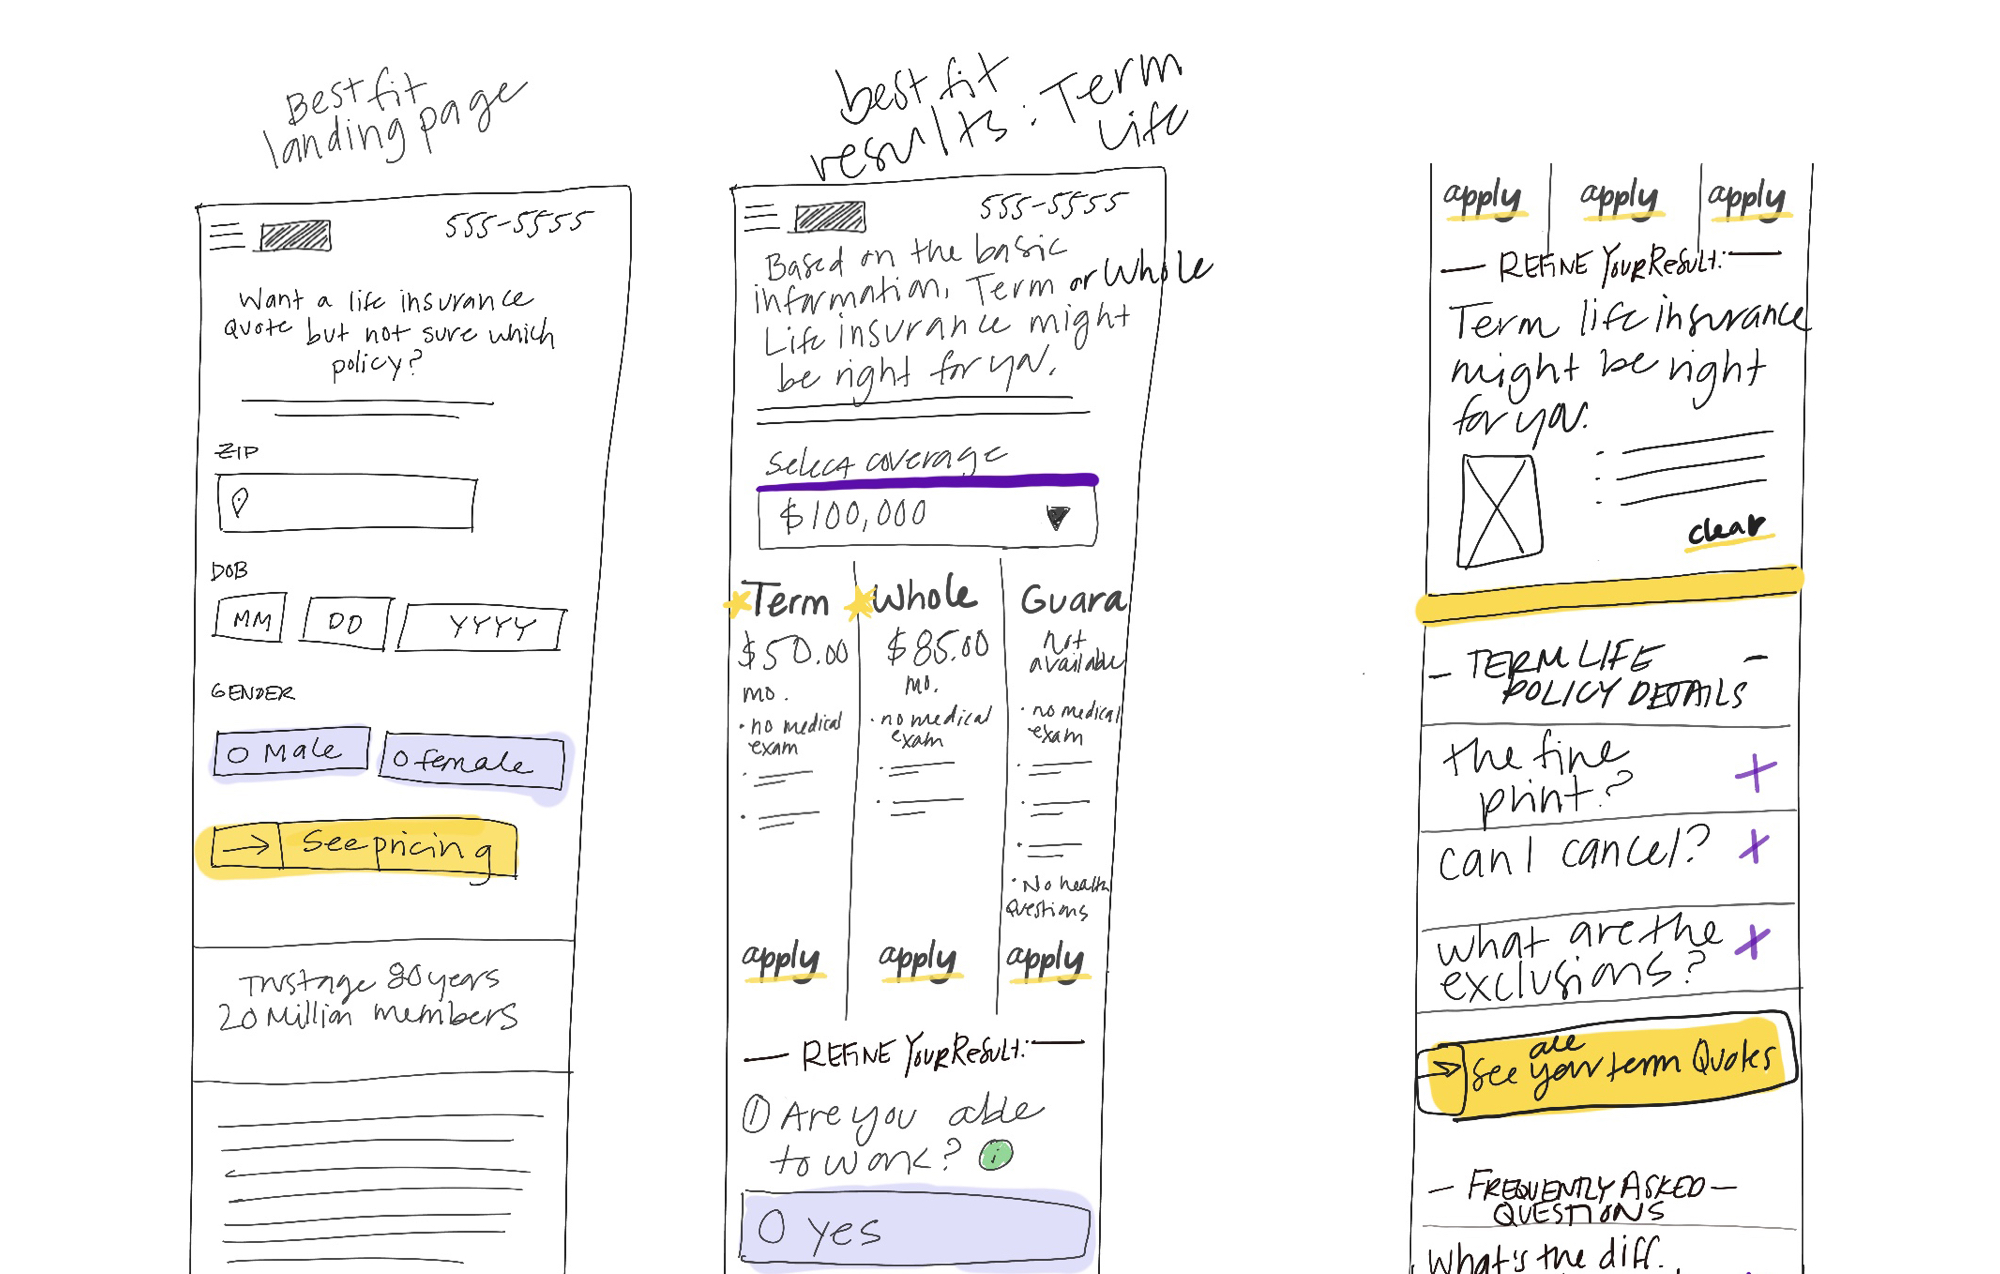 Best fit
landing page
555-5555
Want a life insurance
Quote but not sure which
policy?
ZIP
DOB
MM
DD
YYYY
GENDER
Male
female
See pricing
Trustage 80 years
20 Million members
best fit
results: Term
Life
555-5555
Based on the basic
information, Term or Whole
Life insurance might
be right for you.
Select coverage
$100,000
Term
$50.00
mo.
• no medical
exam
apply
Whole
$85.00
mo.
• no medical
exam
apply
Guara
not
available
• no medical
exam
• No health
Questions
apply
— REFINE YOUR RESULT: —
① Are you able
to work? i
yes
apply
apply
apply
— REFINE YOUR RESULT: —
Term life insurance
might be right
for you.
clear
— TERM LIFE —
POLICY DETAILS
the fine
print? +
can I cancel? +
what are the
exclusions? +
all
See your term Quotes
— FREQUENTLY ASKED —
QUESTIONS
What's the diff.